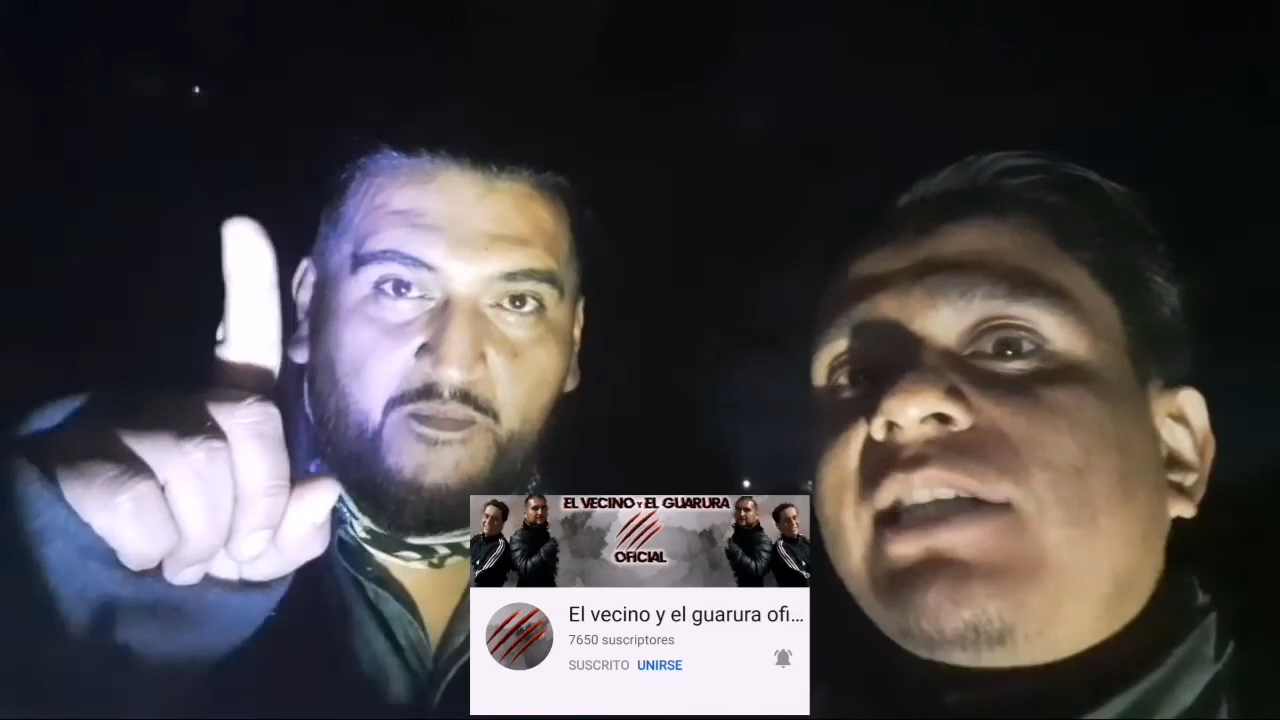 EL VECINO Y EL GUARURA
OFICIAL
El vecino y el guarura ofi...
7650 suscriptores
SUSCRITO UNIRSE